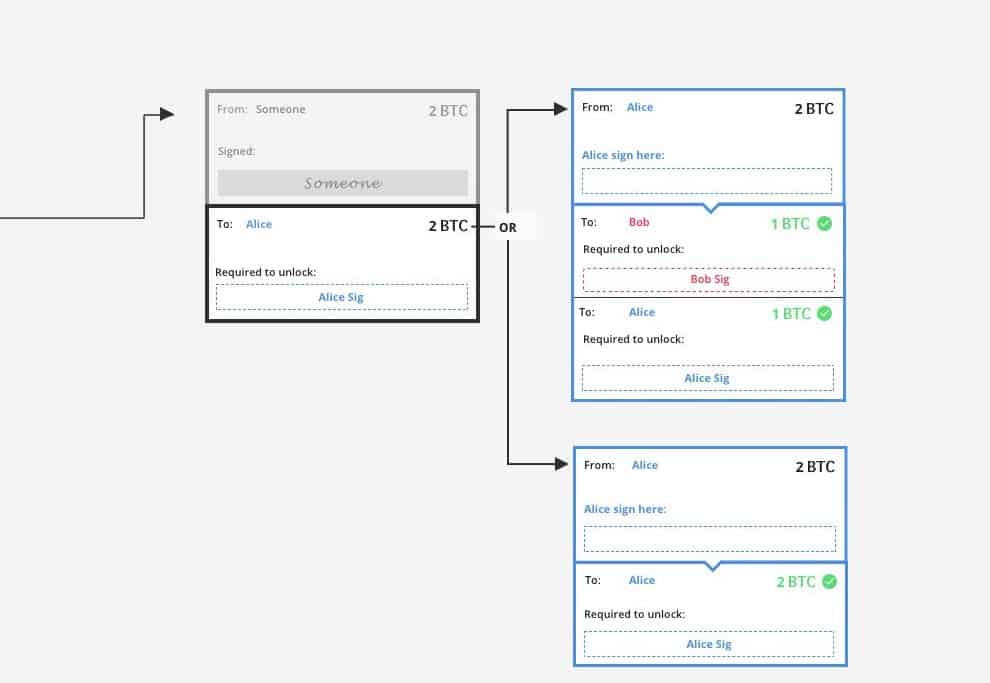 From: Someone 2 BTC
Signed:
Someone
To: Alice 2 BTC
Required to unlock:
Alice Sig
OR
From: Alice 2 BTC
Alice sign here:
To: Bob 1 BTC
Required to unlock:
Bob Sig
To: Alice 1 BTC
Required to unlock:
Alice Sig
From: Alice 2 BTC
Alice sign here:
To: Alice 2 BTC
Required to unlock:
Alice Sig